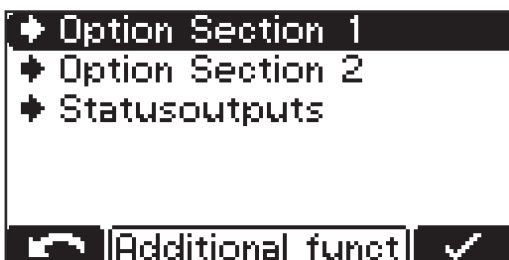 Option Section 1
Option Section 2
Statusoutputs
Additional funct